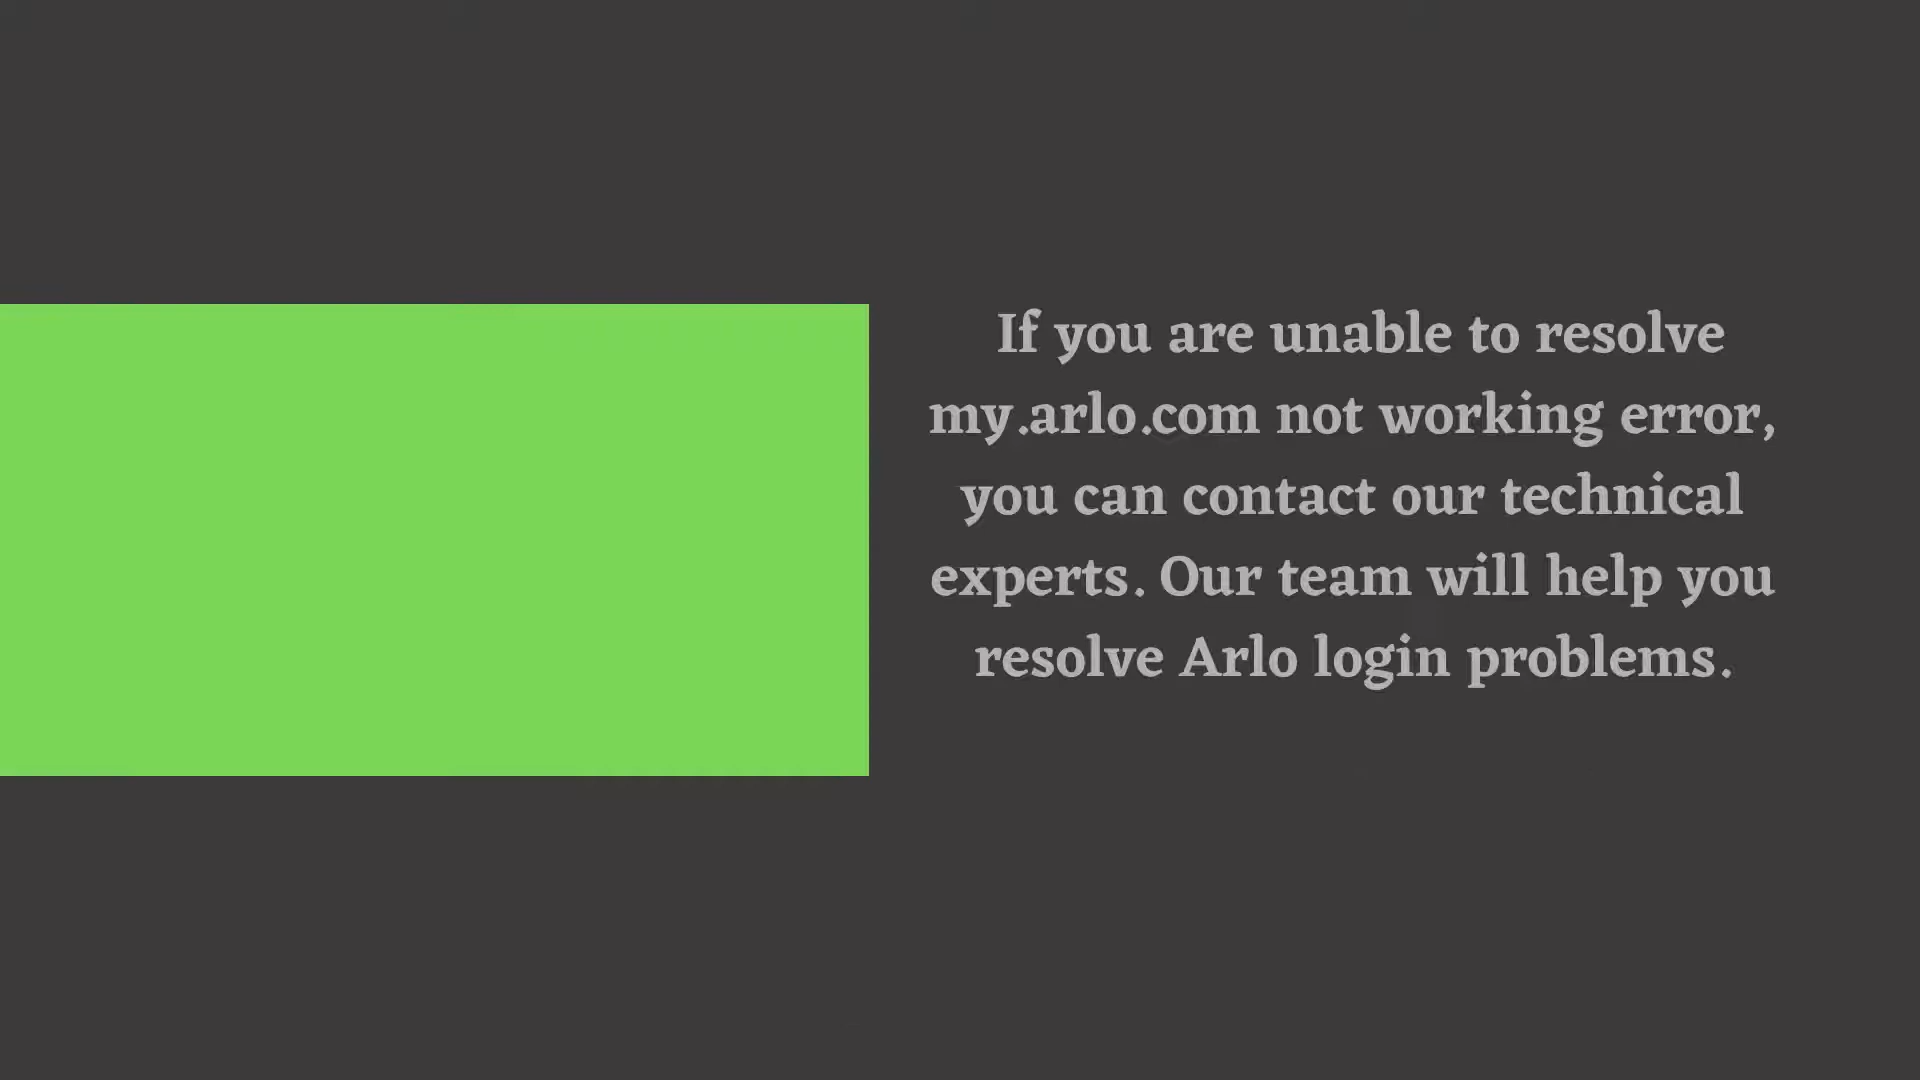 If you are unable to resolve
my.arlo.com not working error,
you can contact our technical
experts. Our team will help you
resolve Arlo login problems.